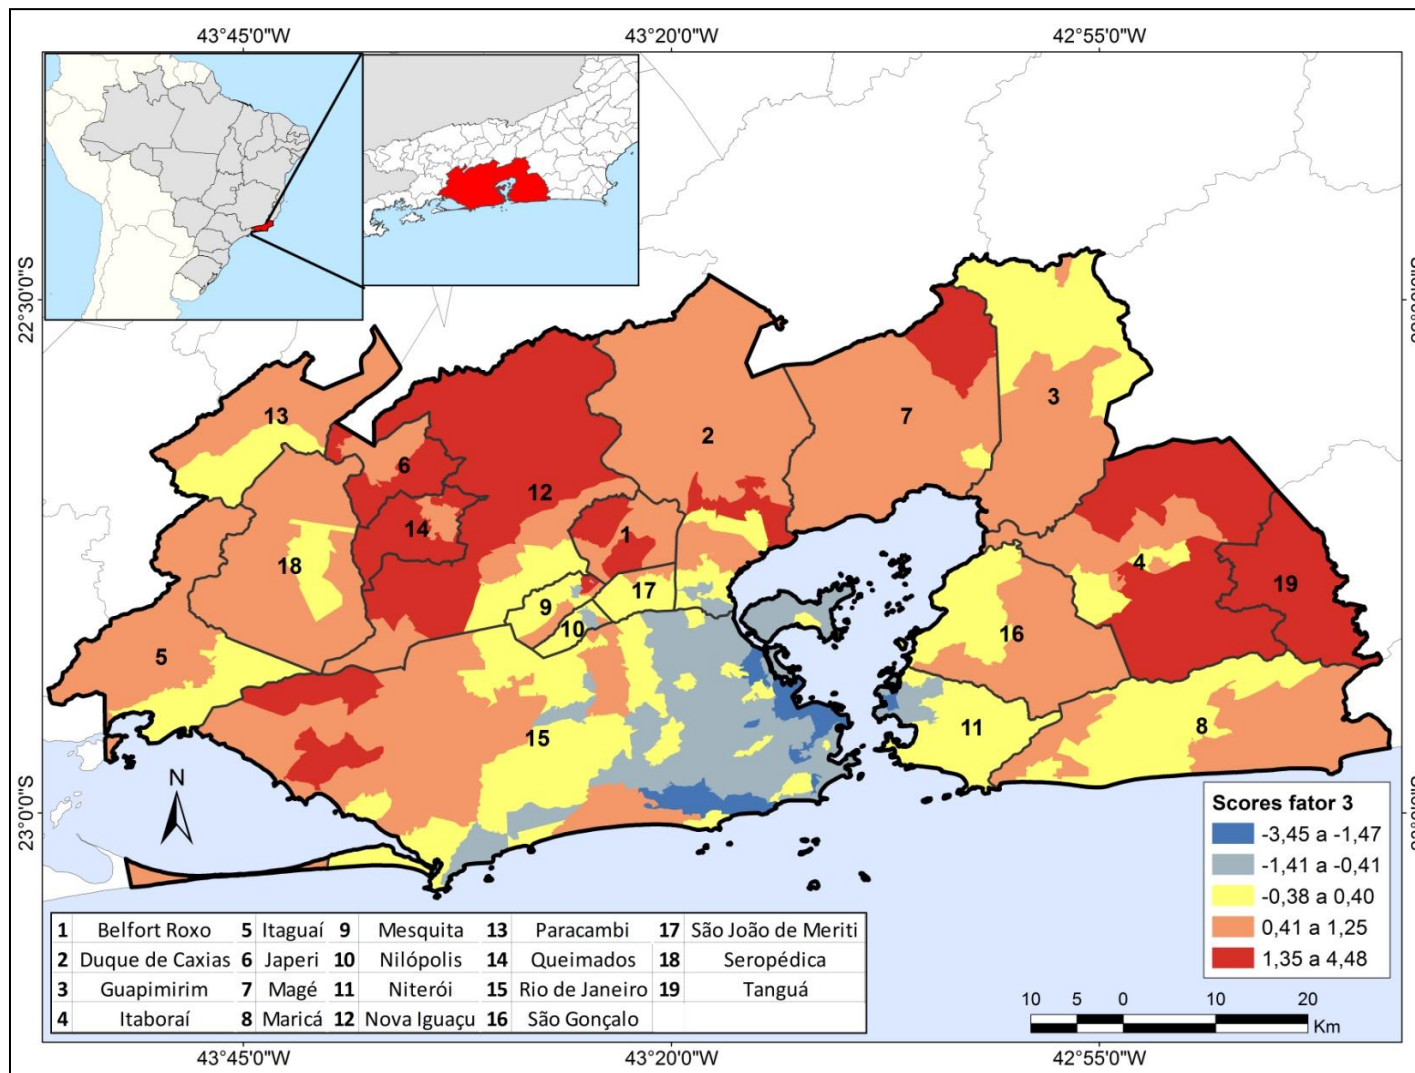 43°45'0"W 43°20'0"W 42°55'0"W
22°30'0"S
23°0'0"S
13
2
7
3
6
12
14
1
18
17
9
10
4
19
16
5
15
11
8
N
Scores fator 3
-3,45 a -1,47
-1,41 a -0,41
-0,38 a 0,40
0,41 a 1,25
1,35 a 4,48
1 Belfort Roxo 5 Itaguaí 9 Mesquita 13 Paracambi 17 São João de Meriti
2 Duque de Caxias 6 Japeri 10 Nilópolis 14 Queimados 18 Seropédica
3 Guapimirim 7 Magé 11 Niterói 15 Rio de Janeiro 19 Tanguá
4 Itaboraí 8 Maricá 12 Nova Iguaçu 16 São Gonçalo
10 5 0 10 20
Km
43°45'0"W 43°20'0"W 42°55'0"W